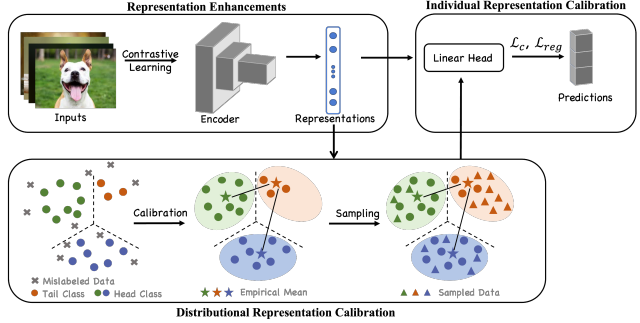 Representation Enhancements
Individual Representation Calibration
Contrastive
Learning
Inputs
Encoder
Representations
Linear Head
ℒc, ℒreg
Predictions
Calibration
Sampling
Mislabeled Data
Tail Class
Head Class
Empirical Mean
Sampled Data
Distributional Representation Calibration